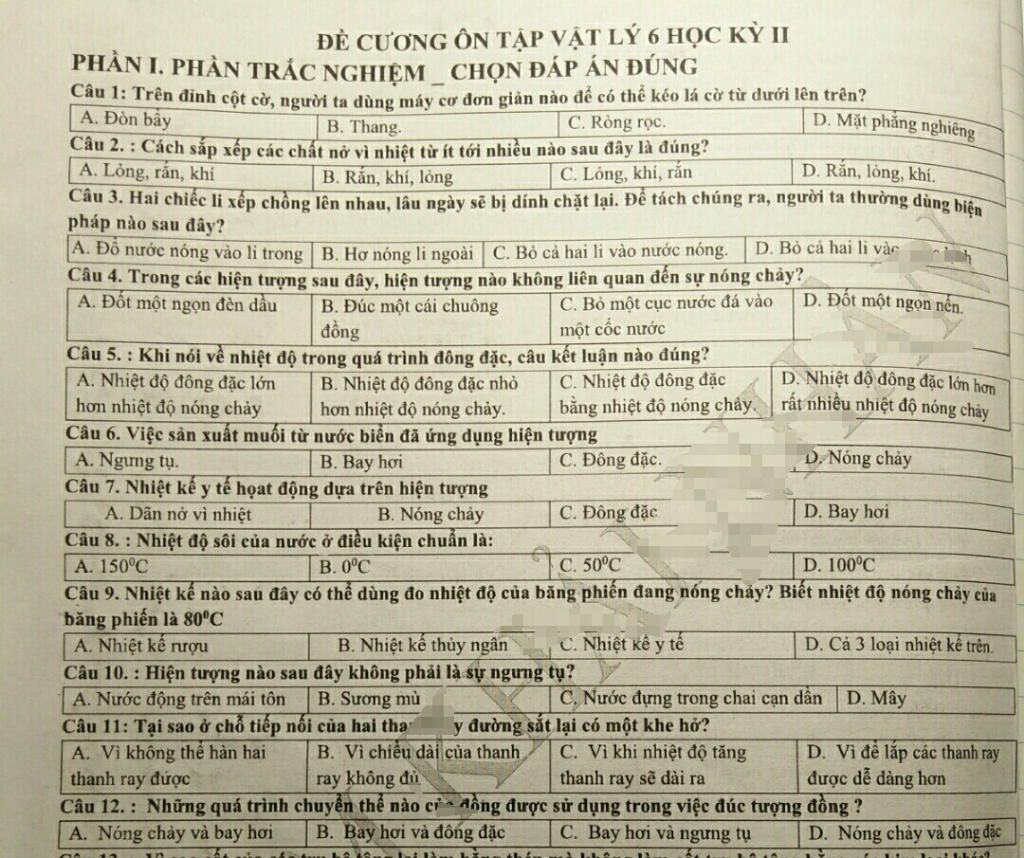 ĐỀ CƯƠNG ÔN TẬP VẬT LÝ 6 HỌC KỲ II
PHẦN I. PHẦN TRẮC NGHIỆM _ CHỌN ĐÁP ÁN ĐÚNG
Câu 1: Trên đỉnh cột cờ, người ta dùng máy cơ đơn giản nào để có thể kéo lá cờ từ dưới lên trên?
A. Đòn bẩy B. Thang. C. Ròng rọc. D. Mặt phẳng nghiêng
Câu 2. : Cách sắp xếp các chất nở vì nhiệt từ ít tới nhiều nào sau đây là đúng?
A. Lỏng, rắn, khí B. Rắn, khí, lỏng C. Lỏng, khí, rắn D. Rắn, lỏng, khí.
Câu 3. Hai chiếc li xếp chồng lên nhau, lâu ngày sẽ bị dính chặt lại. Để tách chúng ra, người ta thường dùng biện
pháp nào sau đây?
A. Đổ nước nóng vào li trong B. Hơ nóng li ngoài C. Bỏ cả hai li vào nước nóng. D. Bỏ cả hai li
Câu 4. Trong các hiện tượng sau đây, hiện tượng nào không liên quan đến sự nóng chảy?
A. Đốt một ngọn đèn dầu B. Đúc một cái chuông C. Bỏ một cục nước đá vào D. Đốt một ngọn nến.
đồng một cốc nước
Câu 5. : Khi nói về nhiệt độ trong quá trình đông đặc, câu kết luận nào đúng?
A. Nhiệt độ đông đặc lớn B. Nhiệt độ đông đặc nhỏ C. Nhiệt độ đông đặc D. Nhiệt độ đông đặc lớn hơn
hơn nhiệt độ nóng chảy hơn nhiệt độ nóng chảy. bằng nhiệt độ nóng chảy. rất nhiều nhiệt độ nóng chảy
Câu 6. Việc sản xuất muối từ nước biển đã ứng dụng hiện tượng
A. Ngưng tụ. B. Bay hơi C. Đông đặc. D. Nóng chảy
Câu 7. Nhiệt kế y tế họat động dựa trên hiện tượng
A. Dãn nở vì nhiệt B. Nóng chảy C. Đông đặc D. Bay hơi
Câu 8. : Nhiệt độ sôi của nước ở điều kiện chuẩn là:
A. 150⁰C B. 0⁰C C. 50⁰C D. 100⁰C
Câu 9. Nhiệt kế nào sau đây có thể dùng đo nhiệt độ của băng phiến đang nóng chảy? Biết nhiệt độ nóng chảy của
băng phiến là 80⁰C
A. Nhiệt kế rượu B. Nhiệt kế thủy ngân C. Nhiệt kế y tế D. Cả 3 loại nhiệt kế trên.
Câu 10. : Hiện tượng nào sau đây không phải là sự ngưng tụ?
A. Nước động trên mái tôn B. Sương mù C. Nước đựng trong chai cạn dần D. Mây
Câu 11: Tại sao ở chỗ tiếp nối của hai đường sắt lại có một khe hở?
A. Vì không thể hàn hai B. Vì chiều dài của thanh C. Vì khi nhiệt độ tăng D. Vì để lắp các thanh ray
thanh ray được ray không đủ thanh ray sẽ dài ra được dễ dàng hơn
Câu 12. : Những quá trình chuyển thể nào của đồng được sử dụng trong việc đúc tượng đồng ?
A. Nóng chảy và bay hơi B. Bay hơi và đông đặc C. Bay hơi và ngưng tụ D. Nóng chảy và đông đặc